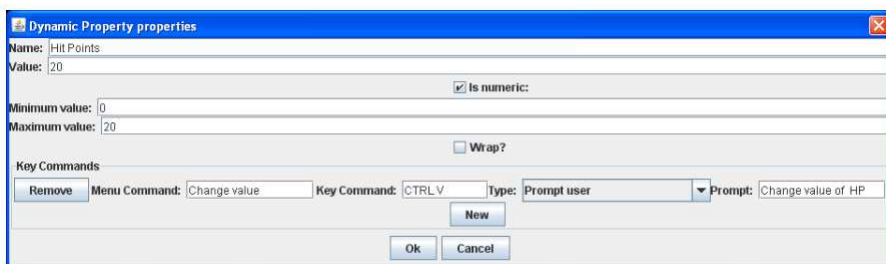 Dynamic Property properties
Name: Hit Points
Value: 20
Is numeric:
Minimum value: 0
Maximum value: 20
Wrap?
Key Commands
Remove Menu Command: Change value Key Command: CTRL V Type: Prompt user Prompt: Change value of HP
New
Ok Cancel